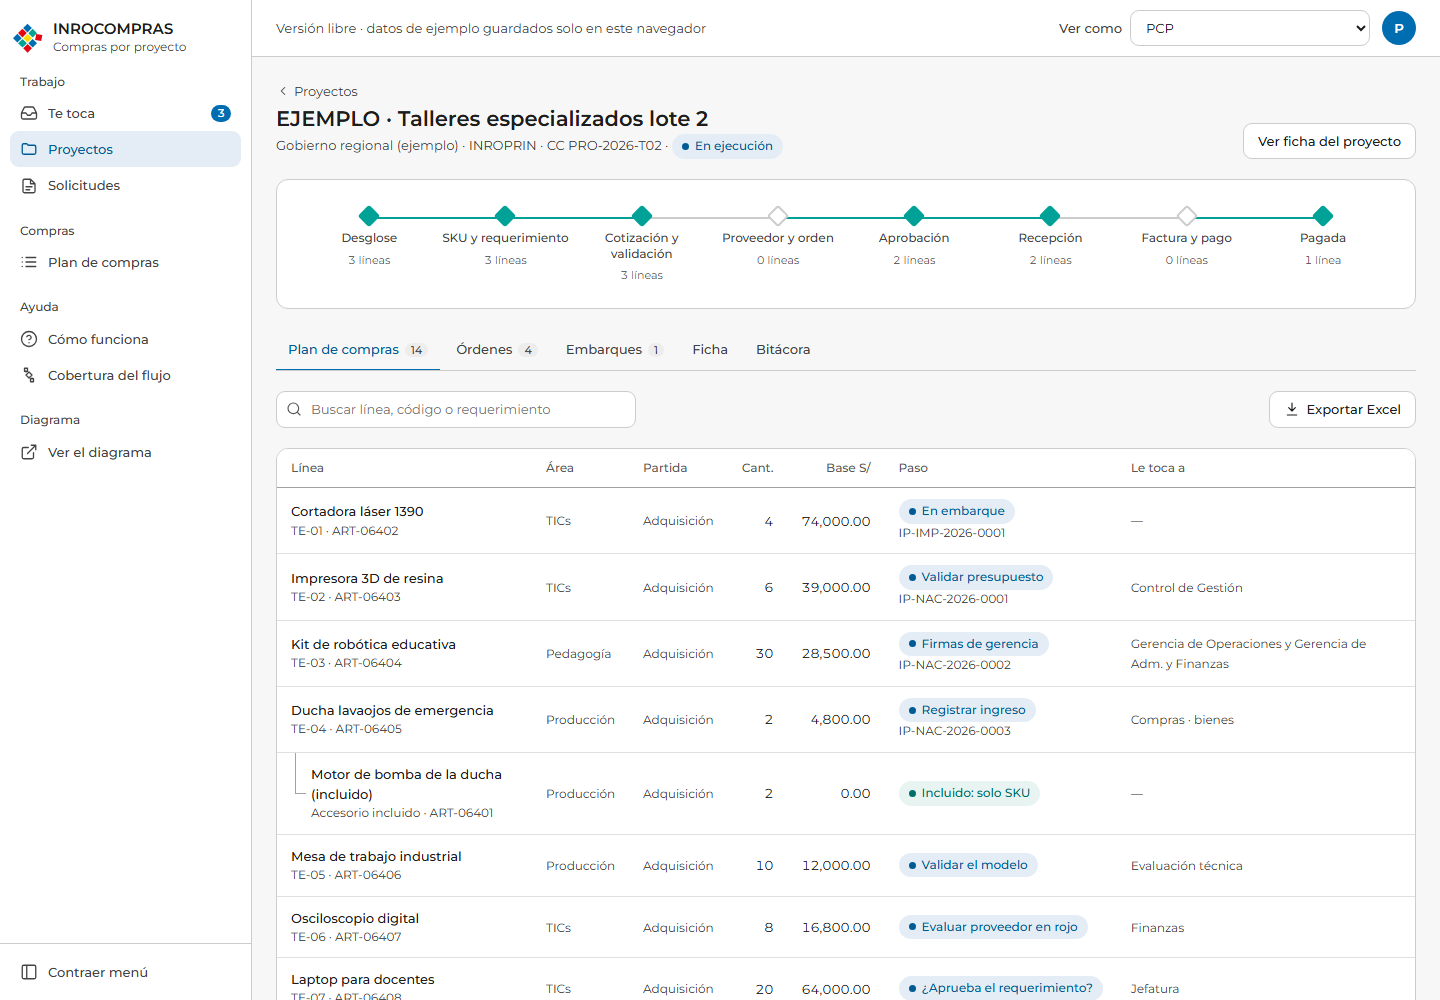 INROCOMPRAS
Compras por proyecto
Trabajo
Te toca 3
Proyectos
Solicitudes
Compras
Plan de compras
Ayuda
Cómo funciona
Cobertura del flujo
Diagrama
Ver el diagrama
Contraer menú
Versión libre · datos de ejemplo guardados solo en este navegador
Ver como PCP P
Proyectos
EJEMPLO · Talleres especializados lote 2
Gobierno regional (ejemplo) · INROPRIN · CC PRO-2026-T02 · En ejecución
Ver ficha del proyecto
Desglose
3 líneas
SKU y requerimiento
3 líneas
Cotización y
validación
3 líneas
Proveedor y orden
0 líneas
Aprobación
2 líneas
Recepción
2 líneas
Factura y pago
0 líneas
Pagada
1 línea
Plan de compras 14 Órdenes 4 Embarques 1 Ficha Bitácora
Buscar línea, código o requerimiento
Exportar Excel
Línea Área Partida Cant. Base S/ Paso Le toca a
Cortadora láser 1390
TE-01 · ART-06402
TICs Adquisición 4 74,000.00
En embarque
IP-IMP-2026-0001
—
Impresora 3D de resina
TE-02 · ART-06403
TICs Adquisición 6 39,000.00
Validar presupuesto
IP-NAC-2026-0001
Control de Gestión
Kit de robótica educativa
TE-03 · ART-06404
Pedagogía Adquisición 30 28,500.00
Firmas de gerencia
IP-NAC-2026-0002
Gerencia de Operaciones y Gerencia de
Adm. y Finanzas
Ducha lavaojos de emergencia
TE-04 · ART-06405
Producción Adquisición 2 4,800.00
Registrar ingreso
IP-NAC-2026-0003
Compras · bienes
Motor de bomba de la ducha
(incluido)
Accesorio incluido · ART-06401
Producción Adquisición 2 0.00
Incluido: solo SKU
—
Mesa de trabajo industrial
TE-05 · ART-06406
Producción Adquisición 10 12,000.00
Validar el modelo
Evaluación técnica
Osciloscopio digital
TE-06 · ART-06407
TICs Adquisición 8 16,800.00
Evaluar proveedor en rojo
Finanzas
Laptop para docentes
TE-07 · ART-06408
TICs Adquisición 20 64,000.00
¿Aprueba el requerimiento?
Jefatura